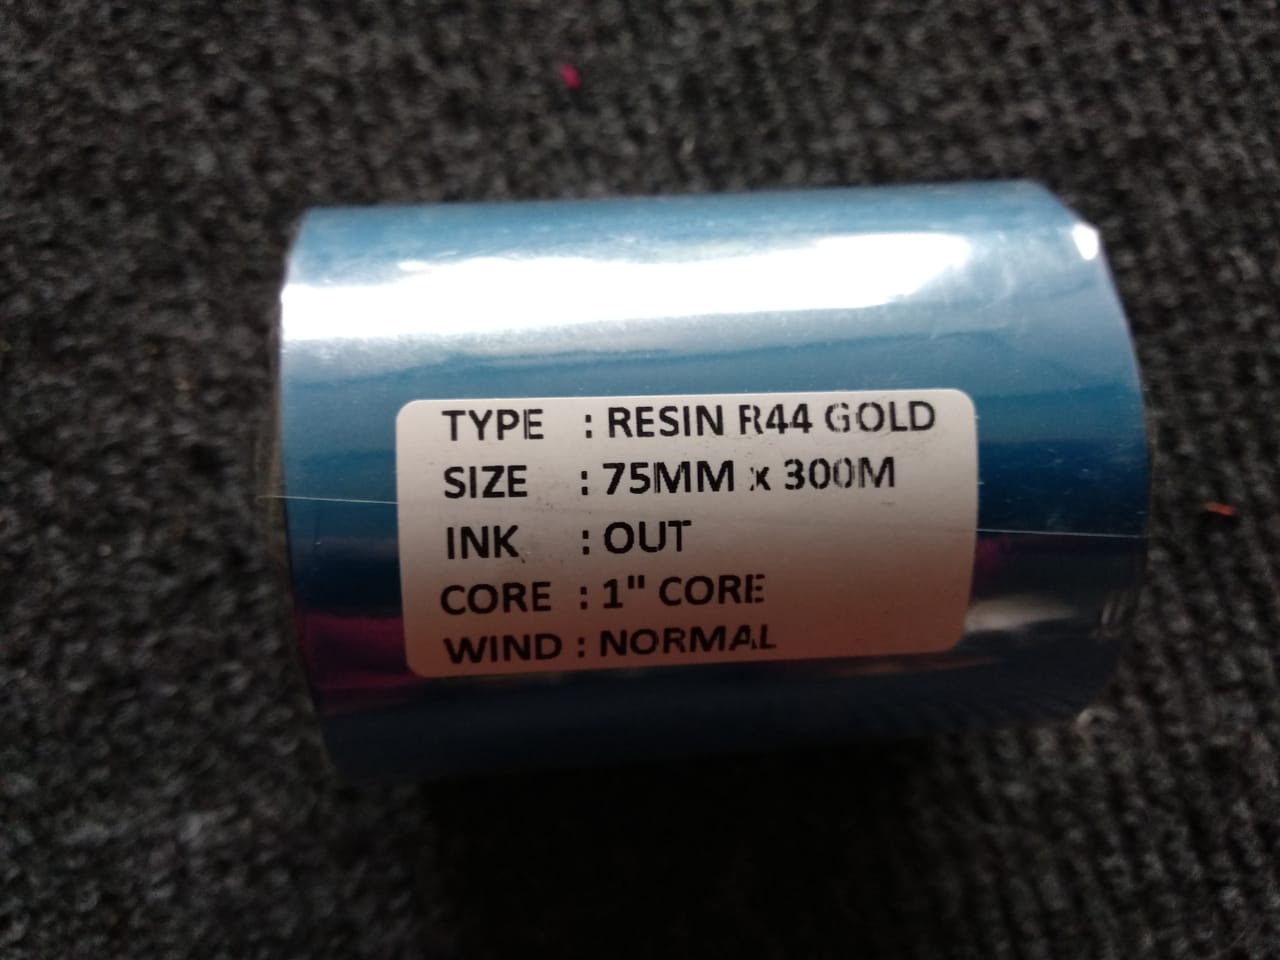 TYPE : RESIN R44 GOLD
SIZE : 75MM x 300M
INK : OUT
CORE : 1" CORE
WIND : NORMAL